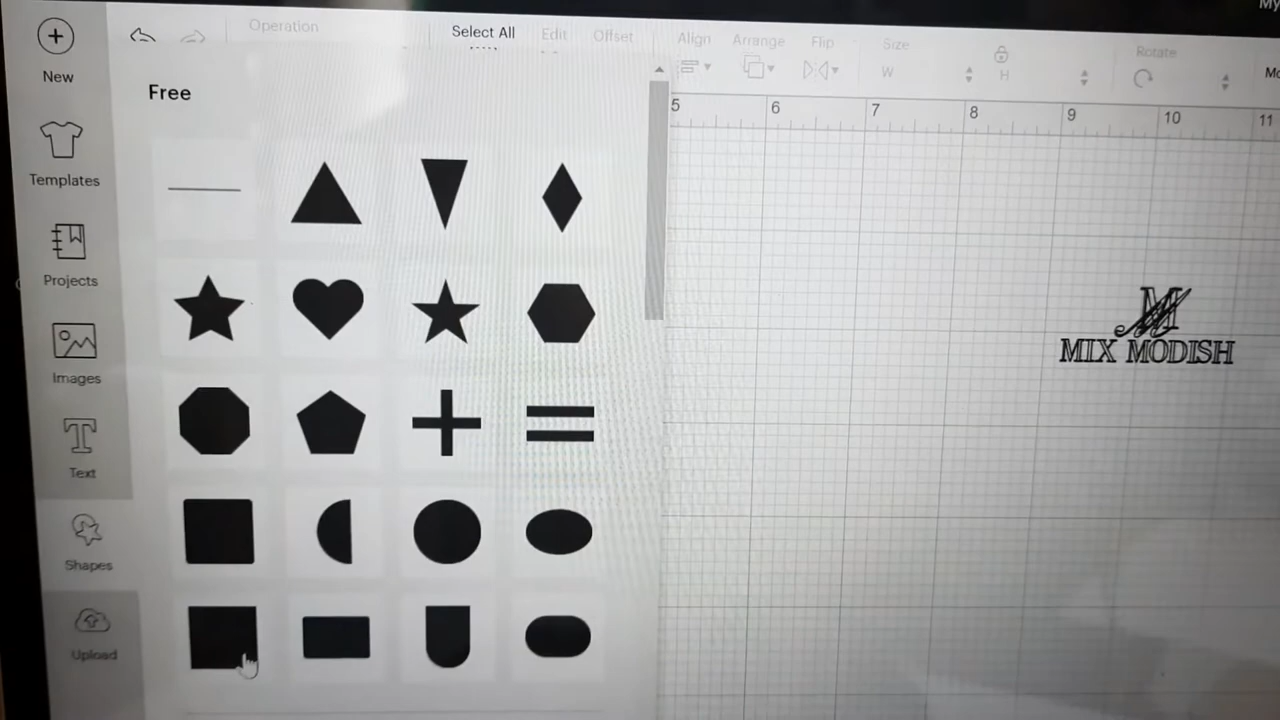 My
Operation
Select All
Edit
Offset
Align
Arrange
Flip
Size
W
H
Rotate
New
Free
5 6 7 8 9 10 11
Templates
Projects
Images
MIX MODISH
Text
Shapes
Upload